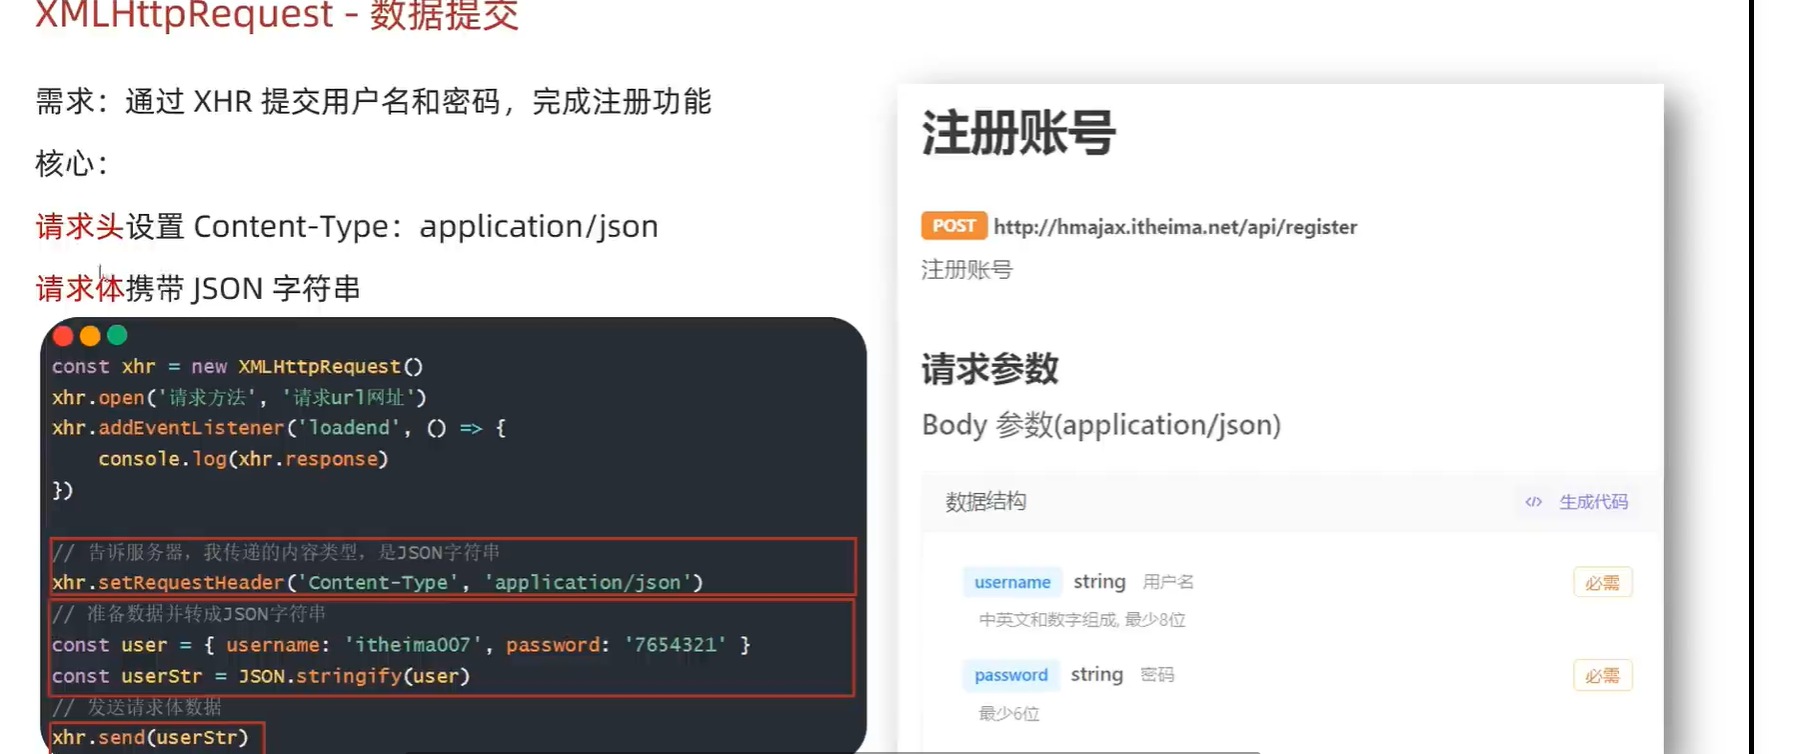 XMLHttpRequest - 数据提交
需求：通过 XHR 提交用户名和密码，完成注册功能
核心：
请求头设置 Content-Type：application/json
请求体携带 JSON 字符串
const xhr = new XMLHttpRequest()
xhr.open('请求方法', '请求url网址')
xhr.addEventListener('loadend', () => {
console.log(xhr.response)
})
// 告诉服务器，我传递的内容类型，是JSON字符串
xhr.setRequestHeader('Content-Type', 'application/json')
// 准备数据并转成JSON字符串
const user = { username: 'itheima007', password: '7654321' }
const userStr = JSON.stringify(user)
// 发送请求体数据
xhr.send(userStr)
注册账号
POST http://hmajax.itheima.net/api/register
注册账号
请求参数
Body 参数(application/json)
数据结构 </> 生成代码
username string 用户名 必需
中英文和数字组成, 最少8位
password string 密码 必需
最少6位